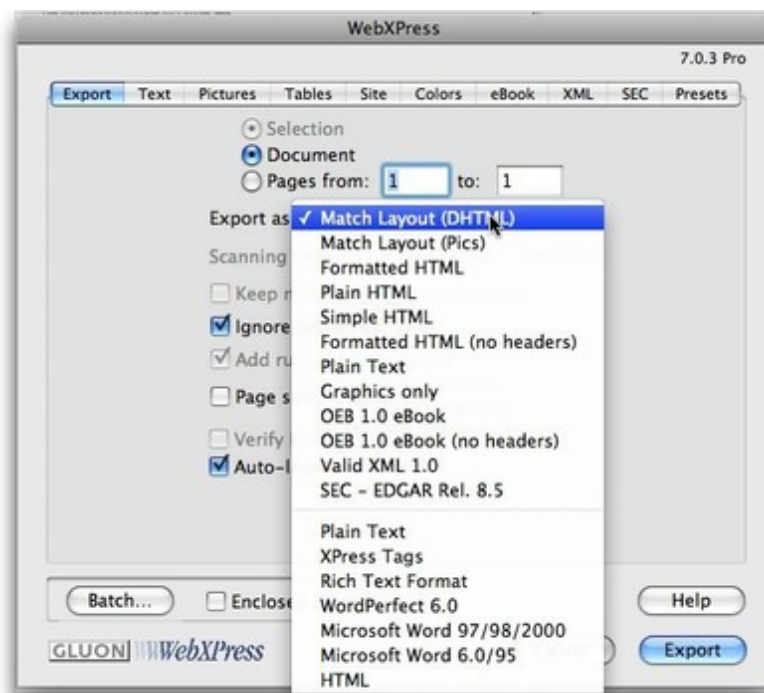 WebXPress
7.0.3 Pro
Export Text Pictures Tables Site Colors eBook XML SEC Presets
Selection
Document
Pages from: 1 to: 1
Export as ✓ Match Layout (DHTML)
Match Layout (Pics)
Scanning
Formatted HTML
Keep
Plain HTML
Simple HTML
Ignore
Formatted HTML (no headers)
Add
Plain Text
Page
Graphics only
OEB 1.0 eBook
Verify
OEB 1.0 eBook (no headers)
Valid XML 1.0
SEC - EDGAR Rel. 8.5
Plain Text
XPress Tags
Rich Text Format
Batch... Enclose WordPerfect 6.0 Help
Microsoft Word 97/98/2000
GLUON WebXPress Microsoft Word 6.0/95 Export
HTML